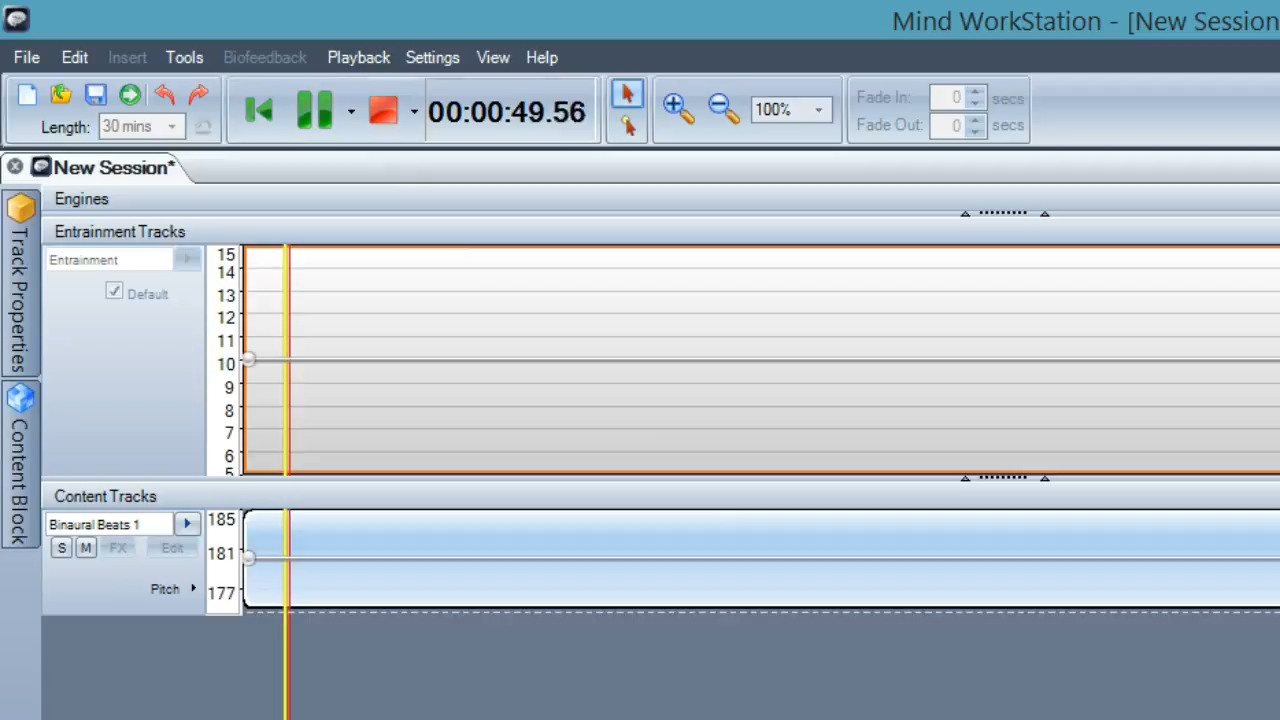 Mind WorkStation - [New Session
File Edit Insert Tools Biofeedback Playback Settings View Help
00:00:49.56
100%
Fade In: 0 secs
Length: 30 mins
Fade Out: 0 secs
New Session*
Engines
Entrainment Tracks
Track Properties
Content Block
Entrainment
Default
15
14
13
12
11
10
9
8
7
6
5
Content Tracks
Binaural Beats 1
S M FX Edit
Pitch
185
181
177